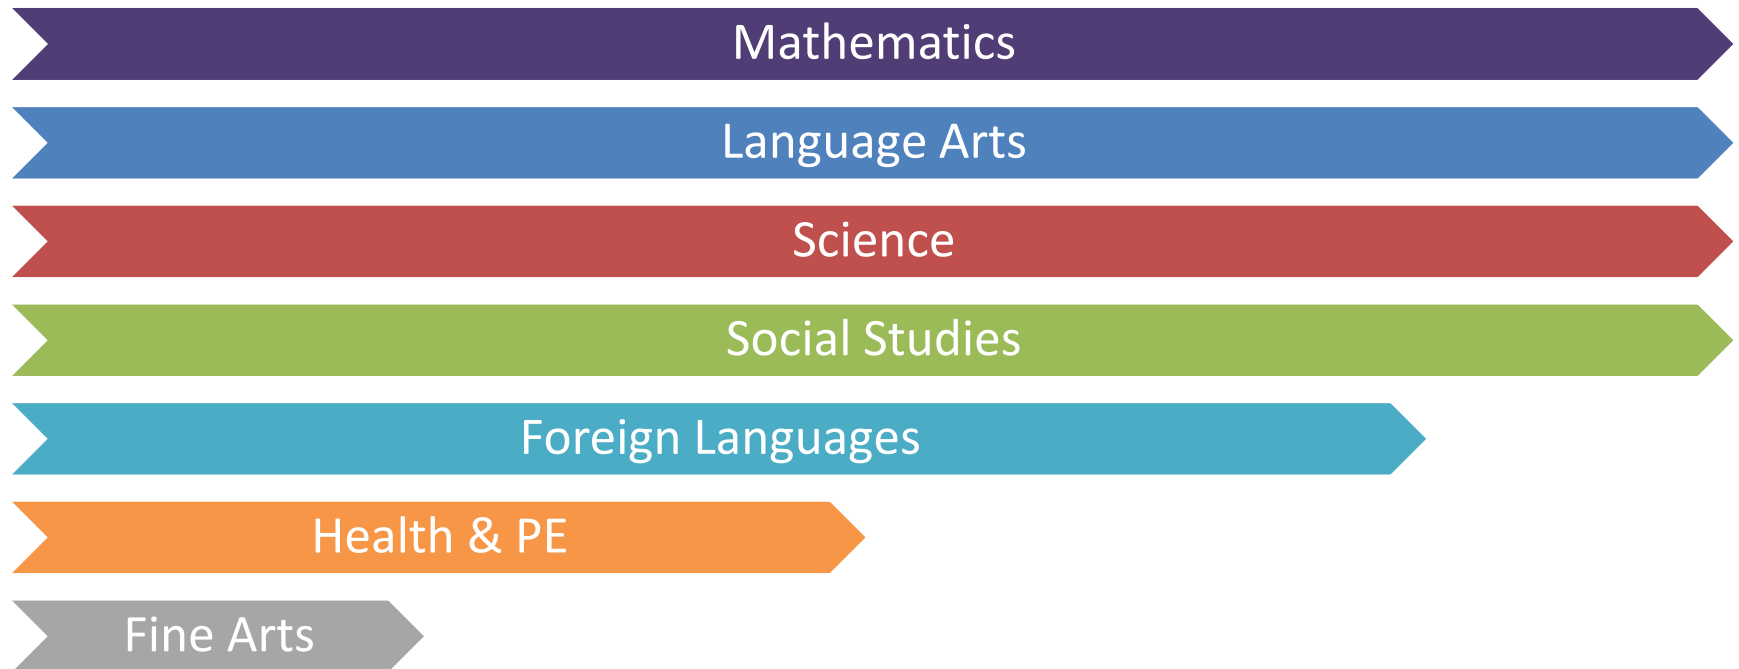 Mathematics
Language Arts
Science
Social Studies
Foreign Languages
Health & PE
Fine Arts